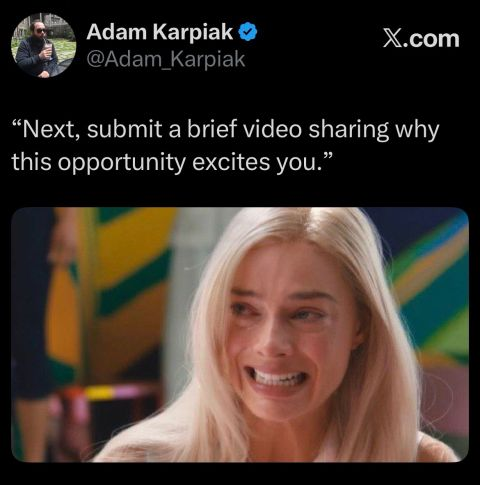 Adam Karpiak
X.com
@Adam_Karpiak
“Next, submit a brief video sharing why
this opportunity excites you.”